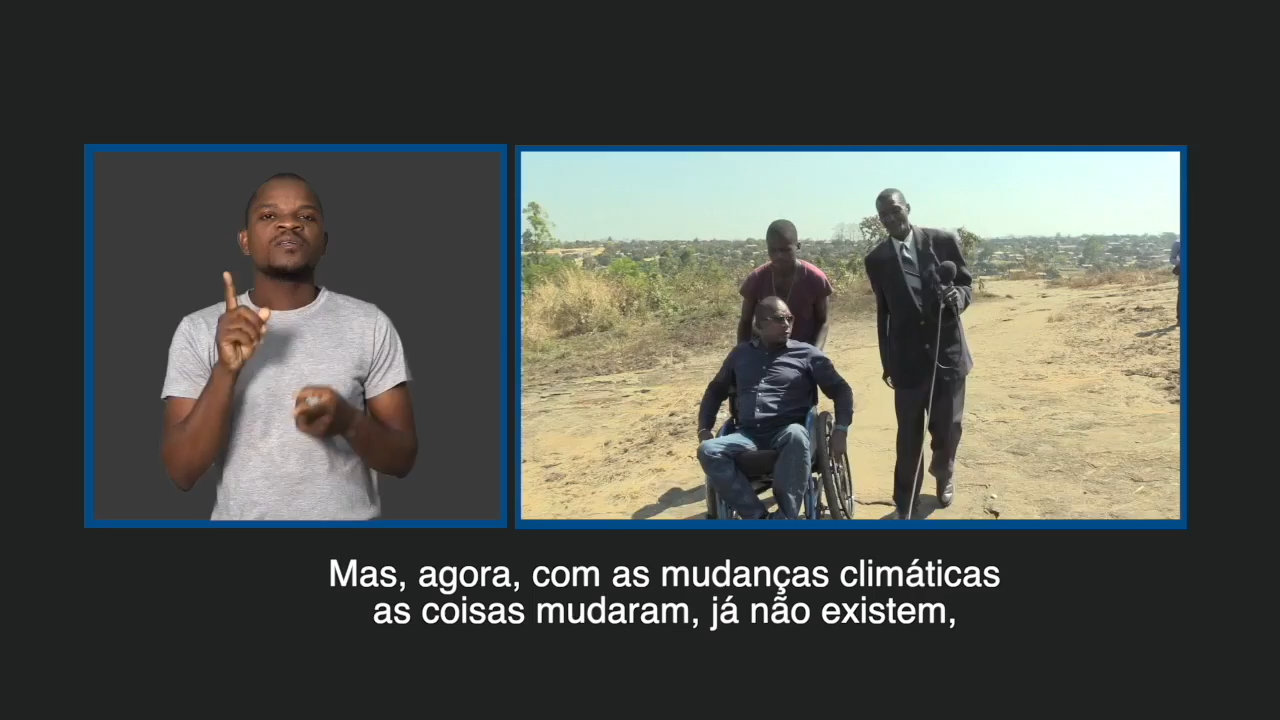 Mas, agora, com as mudanças climáticas
as coisas mudaram, já não existem,